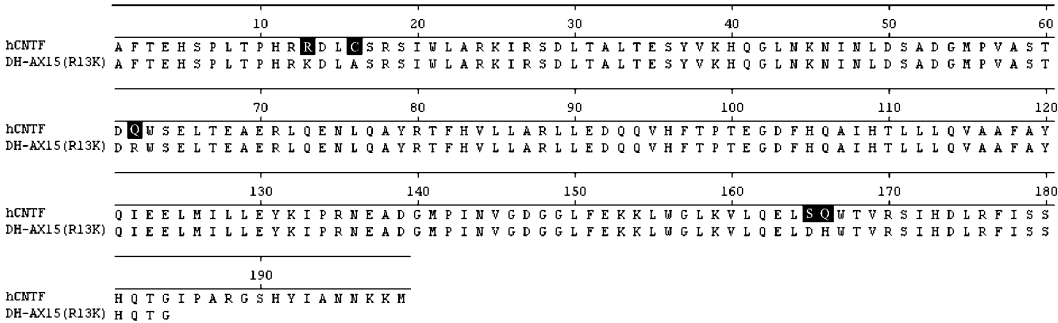 10 20 30 40 50 60
hCNTF A F T E H S P L T P H R R D L C S R S I W L A R K I R S D L T A L T E S Y V K H Q G L N K N I N L D S A D G M P V A S T
DH-AX15(R13K) A F T E H S P L T P H R K D L A S R S I W L A R K I R S D L T A L T E S Y V K H Q G L N K N I N L D S A D G M P V A S T
70 80 90 100 110 120
hCNTF D Q W S E L T E A E R L Q E N L Q A Y R T F H V L L A R L L E D Q Q V H F T P T E G D F H Q A I H T L L L Q V A A F A Y
DH-AX15(R13K) D R W S E L T E A E R L Q E N L Q A Y R T F H V L L A R L L E D Q Q V H F T P T E G D F H Q A I H T L L L Q V A A F A Y
130 140 150 160 170 180
hCNTF Q I E E L M I L L E Y K I P R N E A D G M P I N V G D G G L F E K K L W G L K V L Q E L S Q W T V R S I H D L R F I S S
DH-AX15(R13K) Q I E E L M I L L E Y K I P R N E A D G M P I N V G D G G L F E K K L W G L K V L Q E L D H W T V R S I H D L R F I S S
190
hCNTF H Q T G I P A R G S H Y I A N N K K M
DH-AX15(R13K) H Q T G